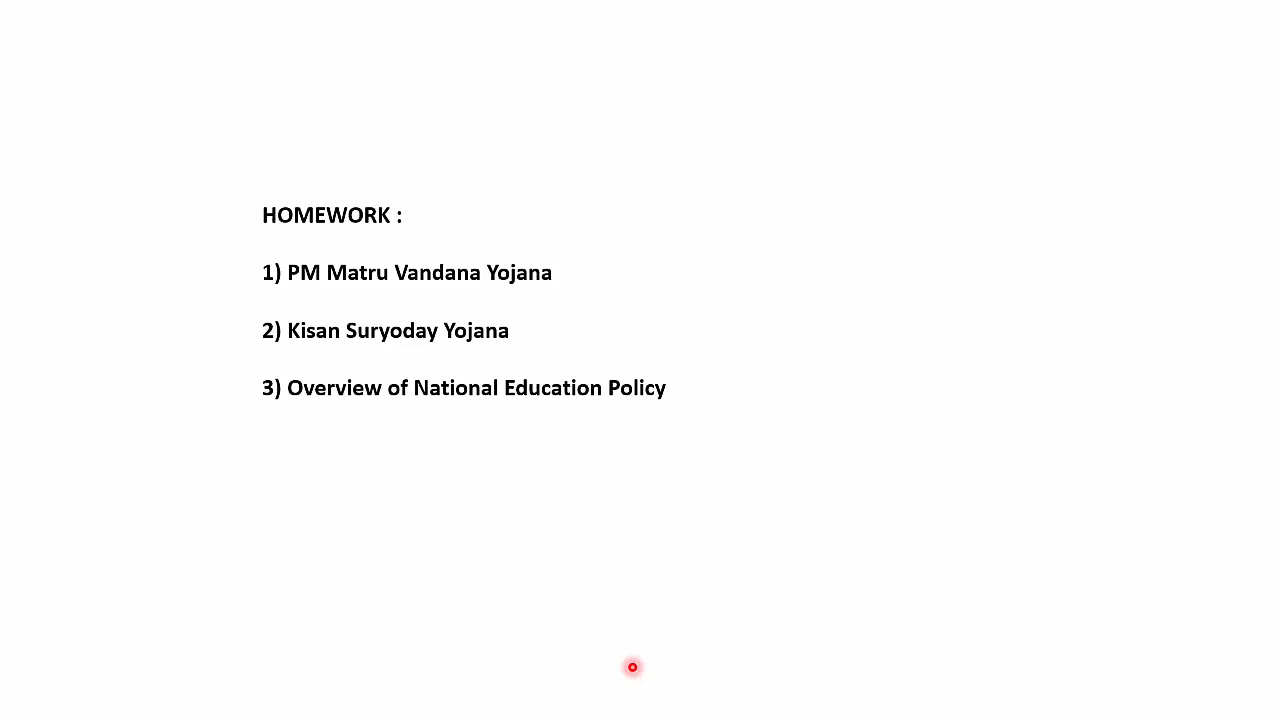 HOMEWORK :
1) PM Matru Vandana Yojana
2) Kisan Suryoday Yojana
3) Overview of National Education Policy